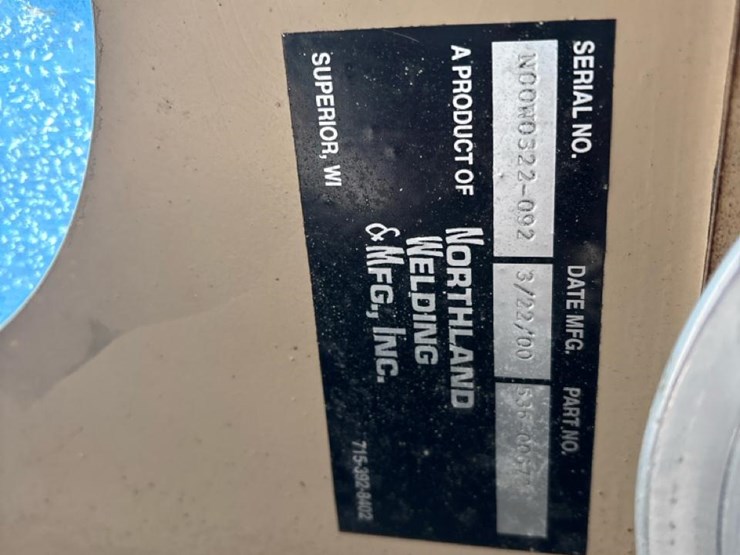 SERIAL NO. DATE MFG. PART NO.
NOOWO322-092 3/22/00
A PRODUCT OF NORTHLAND
WELDING
& MFG., INC.
SUPERIOR, WI 715-392-8402